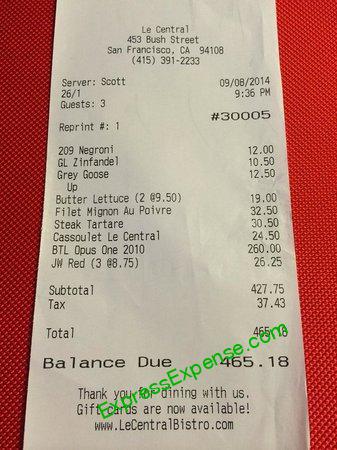 Le Central
453 Bush Street
San Francisco, CA 94108
(415) 391-2233
Server: Scott 09/08/2014
26/1 9:36 PM
Guests: 3
#30005
Reprint #: 1
209 Negroni 12.00
GL Zinfandel 10.50
Grey Goose 12.50
Up
Butter Lettuce (2 @9.50) 19.00
Filet Mignon Au Poivre 32.50
Steak Tartare 30.50
Cassoulet Le Central 24.50
BTL Opus One 2010 260.00
JW Red (3 @8.75) 26.25
Subtotal 427.75
Tax 37.43
Total 465.18
Balance Due 465.18
Thank you for dining with us.
Gift cards are now available!
www.LeCentralBistro.com
ExpressExpense.com